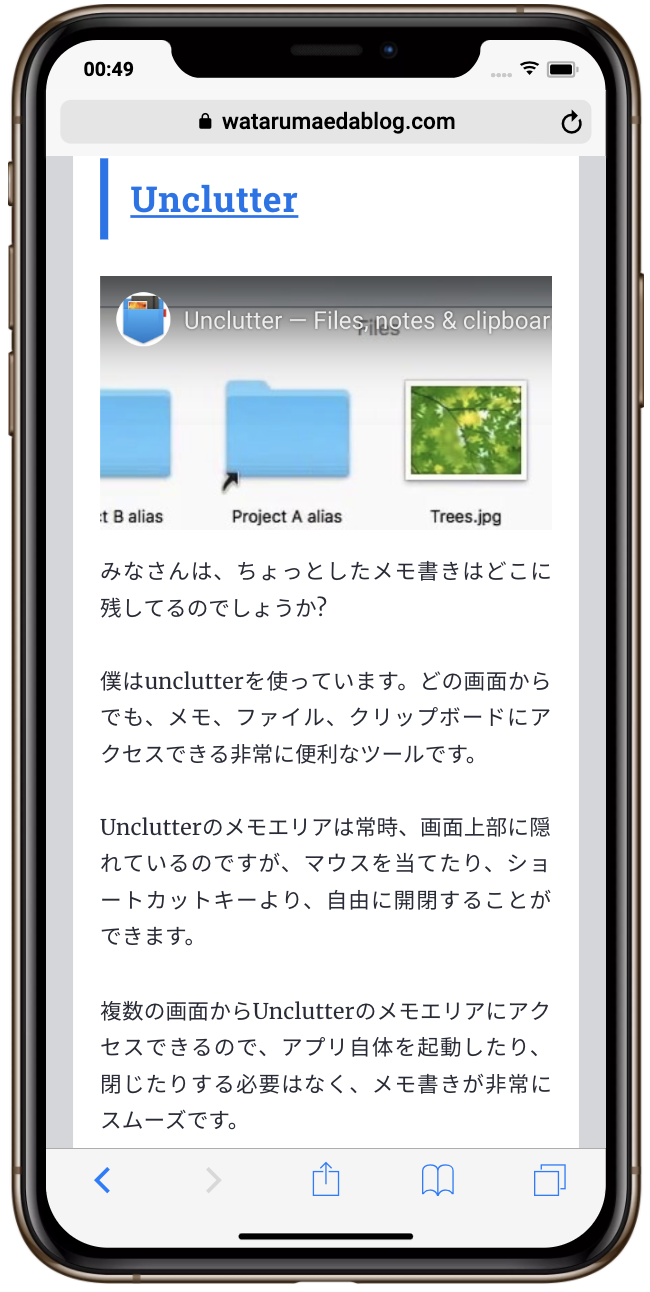 00:49
watarumaedablog.com
Unclutter
Unclutter — Files, notes & clipboar
Files
t B alias
Project A alias
Trees.jpg
みなさんは、ちょっとしたメモ書きはどこに
残してるのでしょうか?
僕はunclutterを使っています。どの画面から
でも、メモ、ファイル、クリップボードにア
クセスできる非常に便利なツールです。
Unclutterのメモエリアは常時、画面上部に隠
れているのですが、マウスを当てたり、ショ
ートカットキーより、自由に開閉することが
できます。
複数の画面からUnclutterのメモエリアにアク
セスできるので、アプリ自体を起動したり、
閉じたりする必要はなく、メモ書きが非常に
スムーズです。